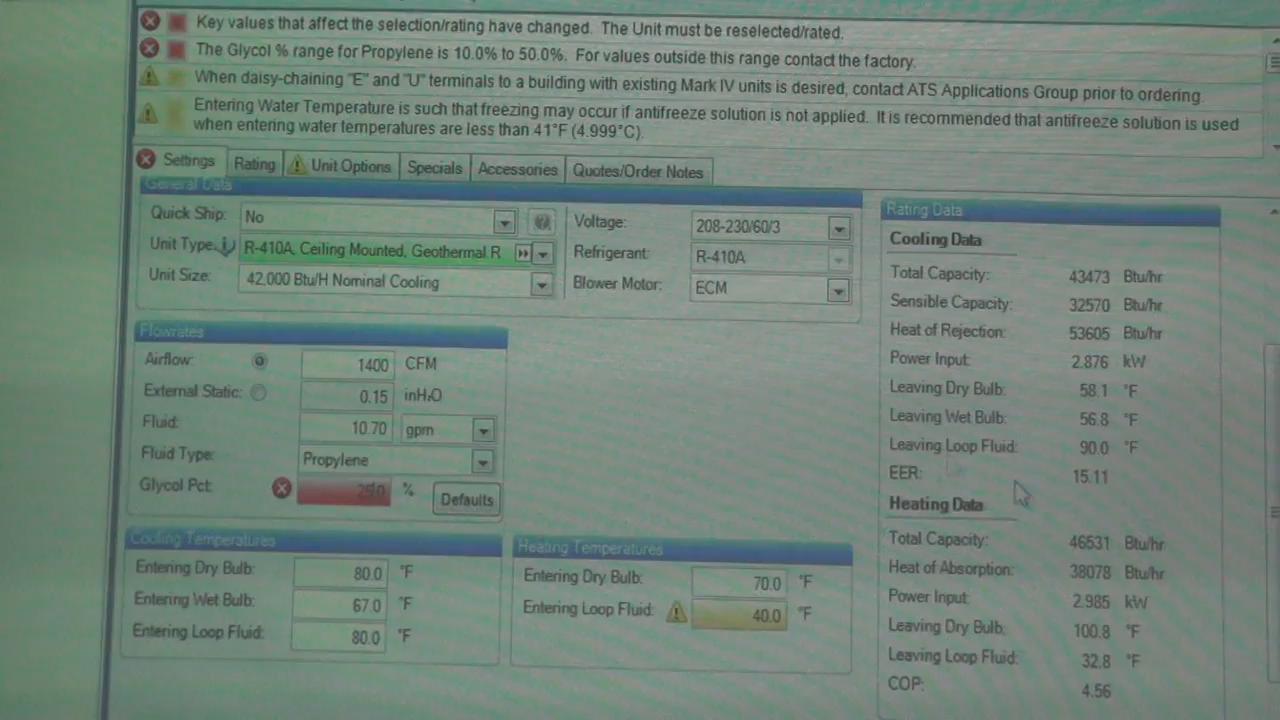 Key values that affect the selection/rating have changed. The Unit must be reselected/rated.
The Glycol % range for Propylene is 10.0% to 50.0%. For values outside this range contact the factory.
When daisy-chaining "E" and "U" terminals to a building with existing Mark IV units is desired, contact ATS Applications Group prior to ordering.
Entering Water Temperature is such that freezing may occur if antifreeze solution is not applied. It is recommended that antifreeze solution is used
when entering water temperatures are less than 41°F (4.999°C).
Settings Rating Unit Options Specials Accessories Quotes/Order Notes
General Data
Quick Ship: No
Unit Type: R-410A, Ceiling Mounted, Geothermal R
Unit Size: 42,000 Btu/H Nominal Cooling
Voltage: 208-230/60/3
Refrigerant: R-410A
Blower Motor: ECM
Flowrates
Airflow: 1400 CFM
External Static: 0.15 inH₂O
Fluid: 10.70 gpm
Fluid Type: Propylene
Glycol Pct: %
Defaults
Cooling Temperatures
Entering Dry Bulb: 80.0 °F
Entering Wet Bulb: 67.0 °F
Entering Loop Fluid: 80.0 °F
Heating Temperatures
Entering Dry Bulb: 70.0 °F
Entering Loop Fluid: 40.0 °F
Rating Data
Cooling Data
Total Capacity: 43473 Btu/hr
Sensible Capacity: 32570 Btu/hr
Heat of Rejection: 53605 Btu/hr
Power Input: 2.876 kW
Leaving Dry Bulb: 58.1 °F
Leaving Wet Bulb: 56.8 °F
Leaving Loop Fluid: 90.0 °F
EER: 15.11
Heating Data
Total Capacity: 46531 Btu/hr
Heat of Absorption: 38078 Btu/hr
Power Input: 2.985 kW
Leaving Dry Bulb: 100.8 °F
Leaving Loop Fluid: 32.8 °F
COP: 4.56